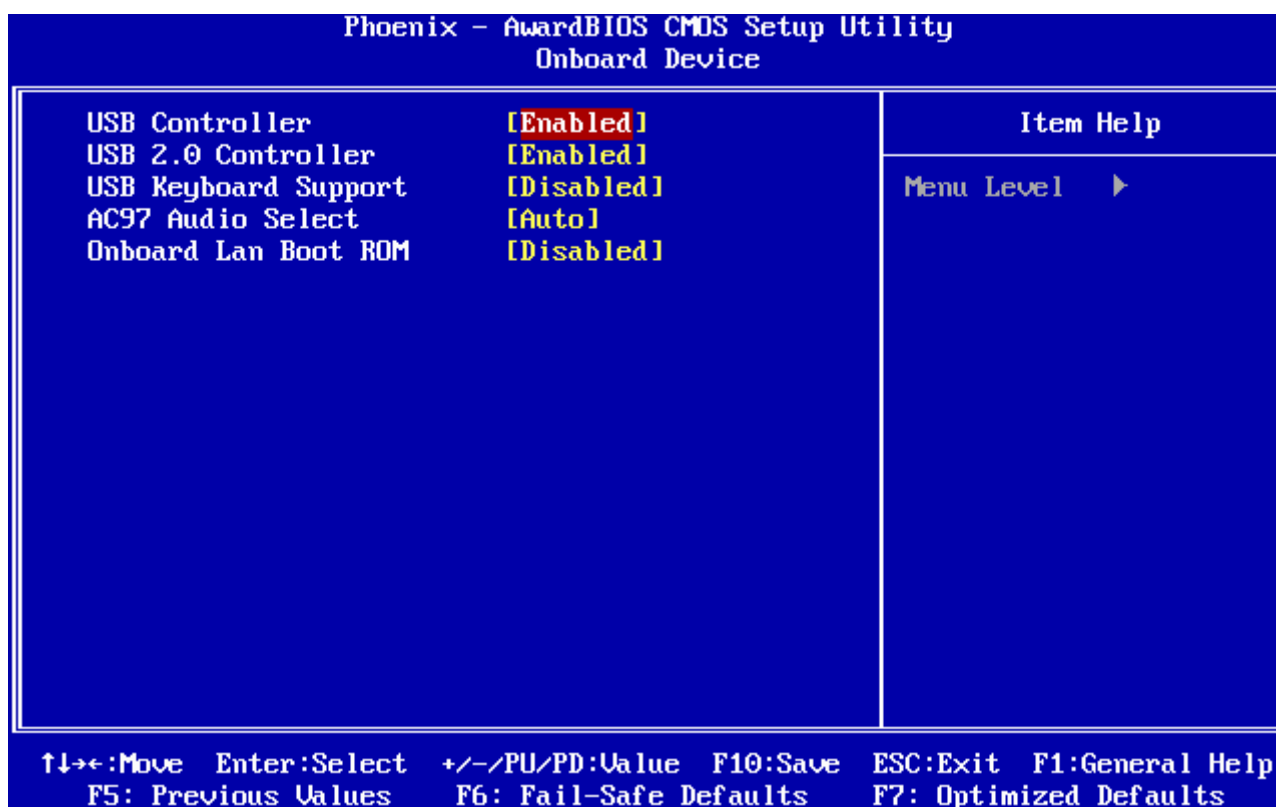 Phoenix - AwardBIOS CMOS Setup Utility
Onboard Device
USB Controller [Enabled]
USB 2.0 Controller [Enabled]
USB Keyboard Support [Disabled]
AC97 Audio Select [Auto]
Onboard Lan Boot ROM [Disabled]
Item Help
Menu Level ▶
↑↓→←:Move Enter:Select +/-/PU/PD:Value F10:Save ESC:Exit F1:General Help
F5: Previous Values F6: Fail-Safe Defaults F7: Optimized Defaults